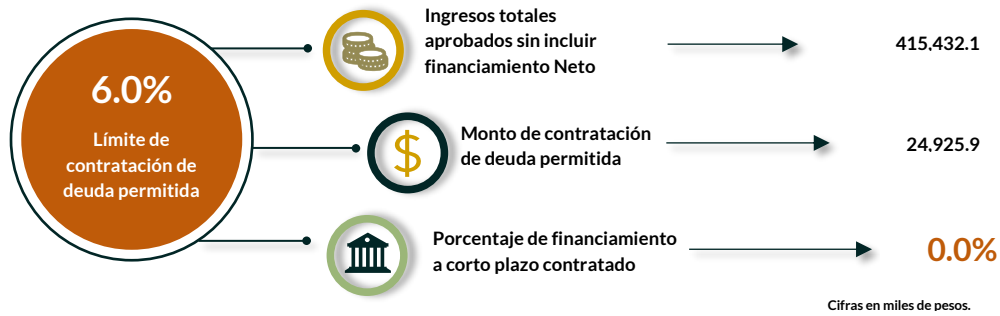 6.0%
Límite de
contratación de
deuda permitida
Ingresos totales
aprobados sin incluir
financiamiento Neto
415,432.1
$
Monto de contratación
de deuda permitida
24,925.9
Porcentaje de financiamiento
a corto plazo contratado
0.0%
Cifras en miles de pesos.